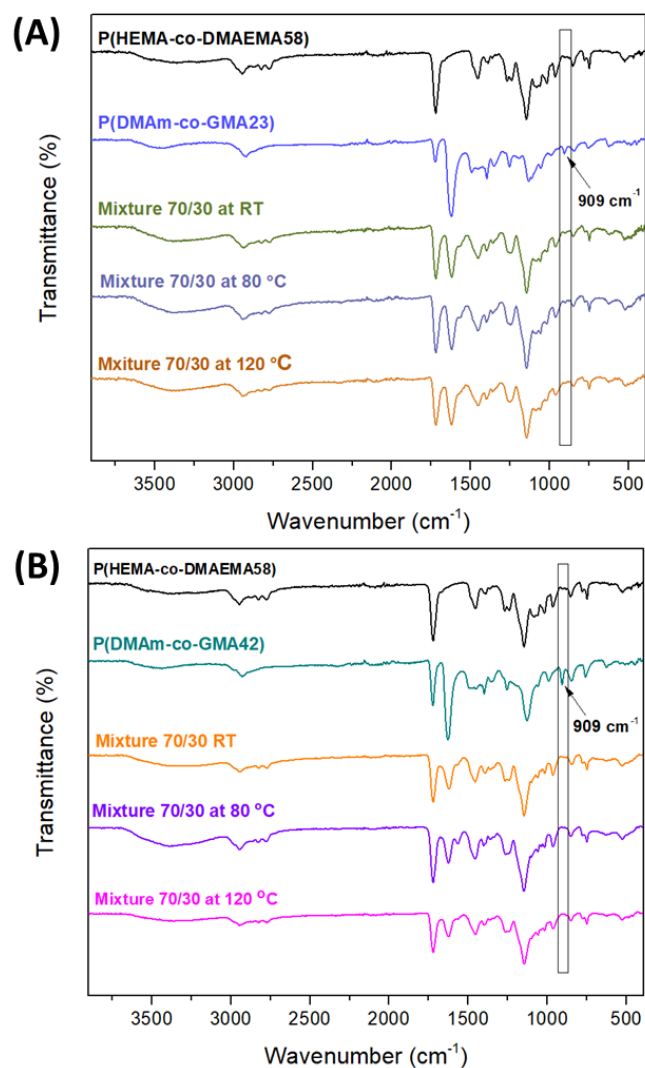 (A)
P(HEMA-co-DMAEMA58)
P(DMAm-co-GMA23)
909 cm⁻¹
Mixture 70/30 at RT
Mixture 70/30 at 80 °C
Mxiture 70/30 at 120 °C
Transmittance (%)
3500 3000 2500 2000 1500 1000 500
Wavenumber (cm⁻¹)
(B)
P(HEMA-co-DMAEMA58)
P(DMAm-co-GMA42)
909 cm⁻¹
Mixture 70/30 RT
Mixture 70/30 at 80 °C
Mixture 70/30 at 120 °C
Transmittance (%)
3500 3000 2500 2000 1500 1000 500
Wavenumber (cm⁻¹)